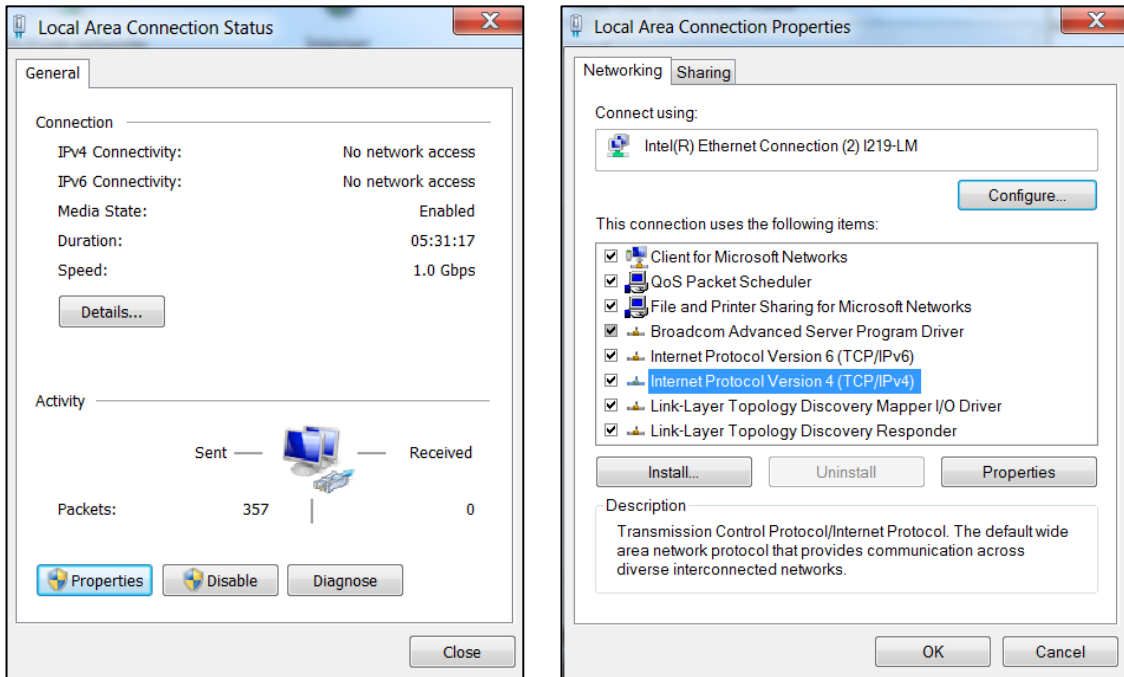 Local Area Connection Status
General
Connection
IPv4 Connectivity: No network access
IPv6 Connectivity: No network access
Media State: Enabled
Duration: 05:31:17
Speed: 1.0 Gbps
Details...
Activity
Sent Received
Packets: 357 0
Properties Disable Diagnose
Close
Local Area Connection Properties
Networking Sharing
Connect using:
Intel(R) Ethernet Connection (2) I219-LM
Configure...
This connection uses the following items:
Client for Microsoft Networks
QoS Packet Scheduler
File and Printer Sharing for Microsoft Networks
Broadcom Advanced Server Program Driver
Internet Protocol Version 6 (TCP/IPv6)
Internet Protocol Version 4 (TCP/IPv4)
Link-Layer Topology Discovery Mapper I/O Driver
Link-Layer Topology Discovery Responder
Install... Uninstall Properties
Description
Transmission Control Protocol/Internet Protocol. The default wide
area network protocol that provides communication across
diverse interconnected networks.
OK Cancel